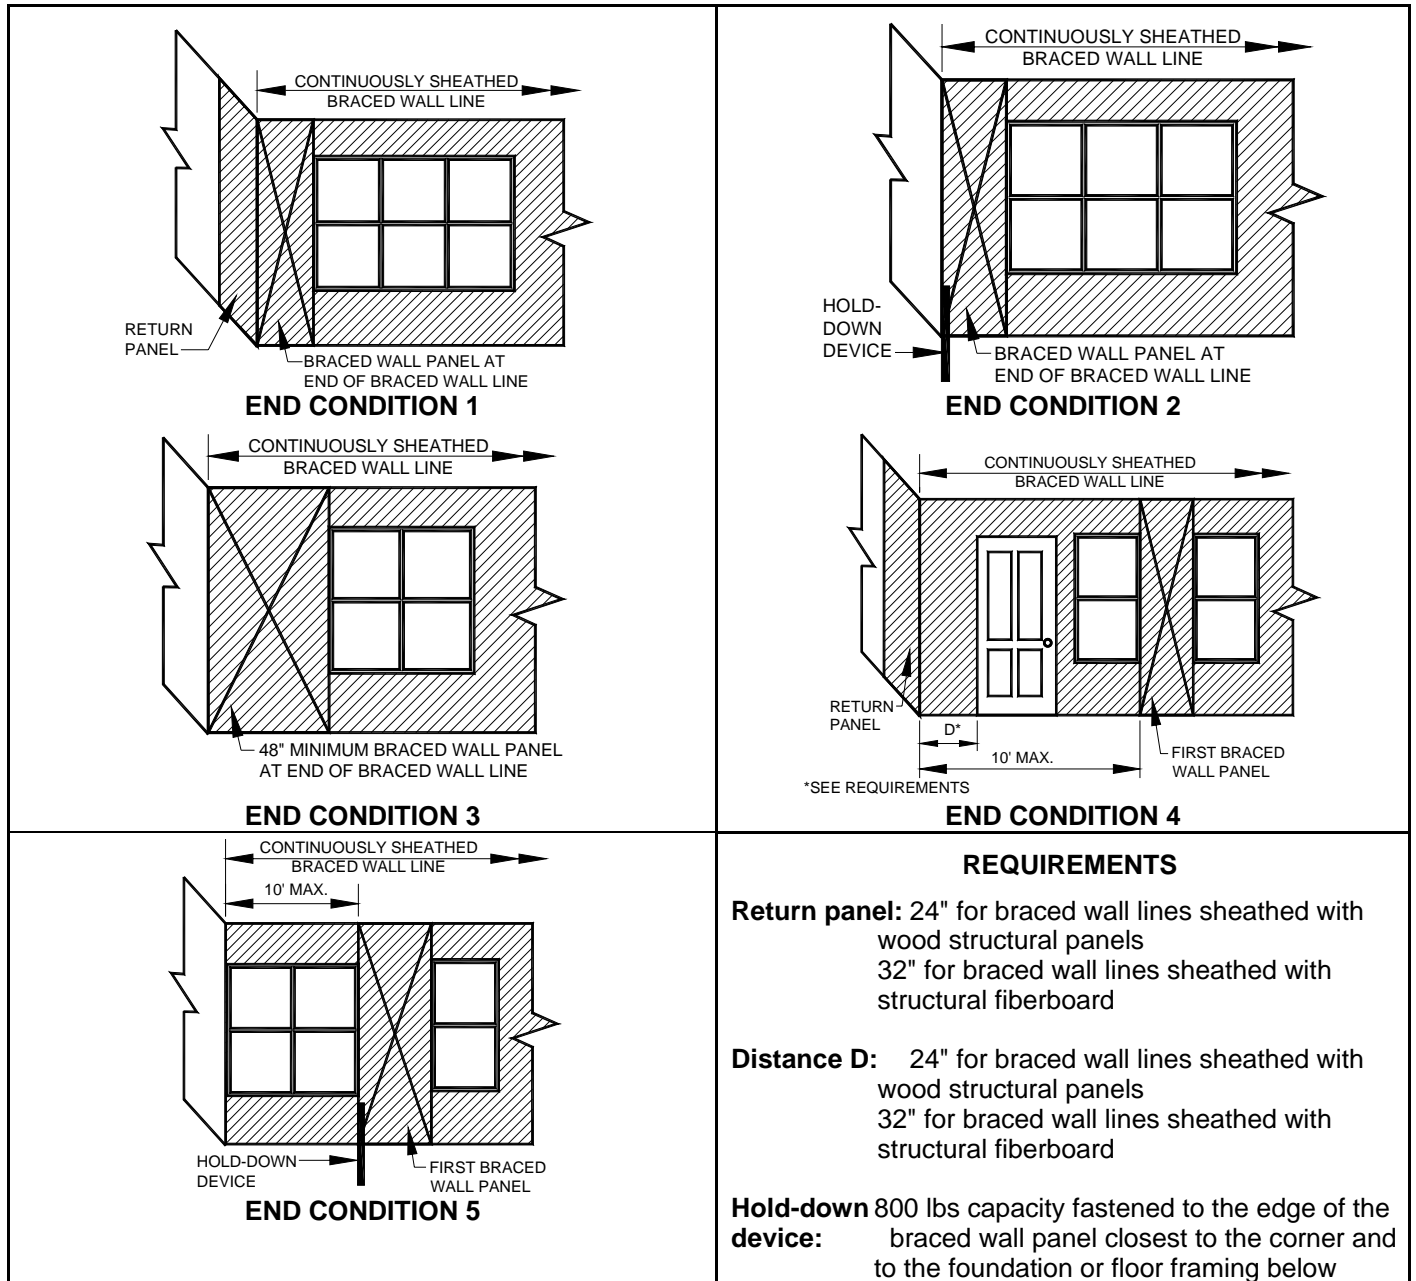 CONTINUOUSLY SHEATHED
BRACED WALL LINE
RETURN
PANEL
BRACED WALL PANEL AT
END OF BRACED WALL LINE
END CONDITION 1
CONTINUOUSLY SHEATHED
BRACED WALL LINE
HOLD-
DOWN
DEVICE
BRACED WALL PANEL AT
END OF BRACED WALL LINE
END CONDITION 2
CONTINUOUSLY SHEATHED
BRACED WALL LINE
48" MINIMUM BRACED WALL PANEL
AT END OF BRACED WALL LINE
END CONDITION 3
CONTINUOUSLY SHEATHED
BRACED WALL LINE
RETURN
PANEL
D*
10' MAX.
FIRST BRACED
WALL PANEL
*SEE REQUIREMENTS
END CONDITION 4
CONTINUOUSLY SHEATHED
BRACED WALL LINE
10' MAX.
HOLD-DOWN
DEVICE
FIRST BRACED
WALL PANEL
END CONDITION 5
REQUIREMENTS
Return panel: 24" for braced wall lines sheathed with
wood structural panels
32" for braced wall lines sheathed with
structural fiberboard
Distance D: 24" for braced wall lines sheathed with
wood structural panels
32" for braced wall lines sheathed with
structural fiberboard
Hold-down 800 lbs capacity fastened to the edge of the
device: braced wall panel closest to the corner and
to the foundation or floor framing below